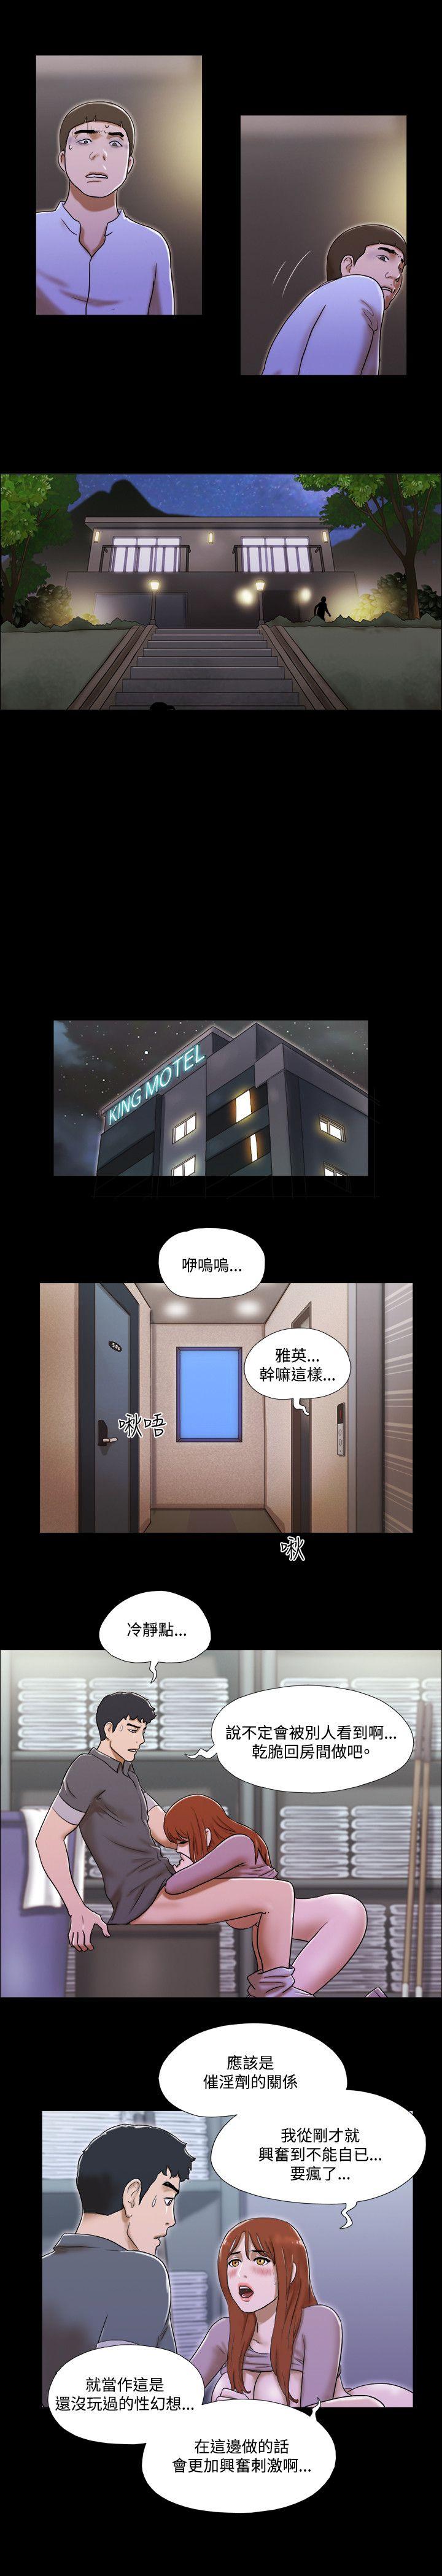 KING MOTEL
咿嗚嗚...
雅英...
幹嘛這樣...
啾唔
啾
冷靜點...
說不定會被別人看到啊...
乾脆回房間做吧。
應該是
催淫劑的關係
我從剛才就
興奮到不能自已...
要瘋了...
就當作這是
還沒玩過的性幻想...
在這邊做的話
會更加興奮刺激啊...